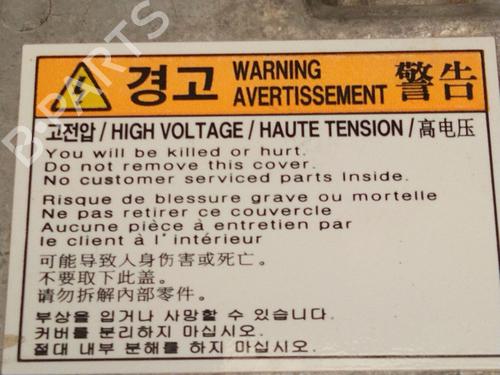 경고 WARNING AVERTISSEMENT 警告
고전압 / HIGH VOLTAGE / HAUTE TENSION / 高电压
You will be killed or hurt.
Do not remove this cover.
No customer serviced parts Inside.
Risque de blessure grave ou mortelle
Ne pas retirer ce couvercle
Aucune pièce à entretien par
le client à l'intérieur
可能导致人身伤害或死亡。
不要取下此盖。
请勿拆解内部零件。
부상을 입거나 사망할 수 있습니다.
커버를 분리하지 마십시오.
절대 내부 분해를 하지 마십시오.
B-PARTS